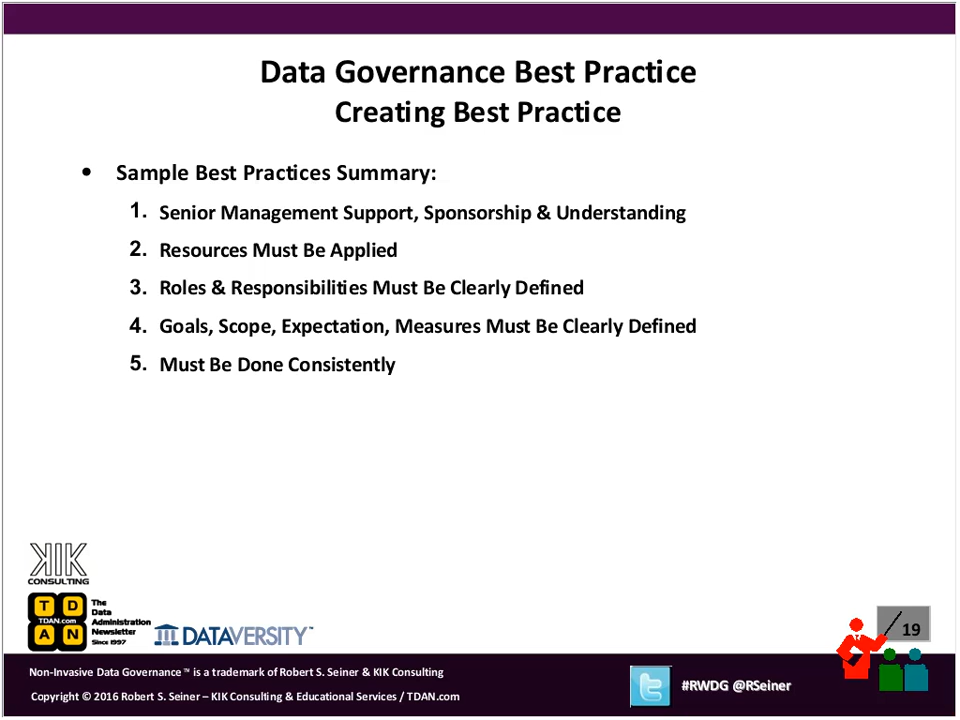 Data Governance Best Practice
Creating Best Practice
• Sample Best Practices Summary:
1. Senior Management Support, Sponsorship & Understanding
2. Resources Must Be Applied
3. Roles & Responsibilities Must Be Clearly Defined
4. Goals, Scope, Expectation, Measures Must Be Clearly Defined
5. Must Be Done Consistently
KIK
CONSULTING
T D
TDAN.com
A N
The
Data
Administration
Newsletter
Since 1997
DATAVERSITY™
19
Non-Invasive Data Governance™ is a trademark of Robert S. Seiner & KIK Consulting
Copyright © 2016 Robert S. Seiner – KIK Consulting & Educational Services / TDAN.com
#RWDG @RSeiner